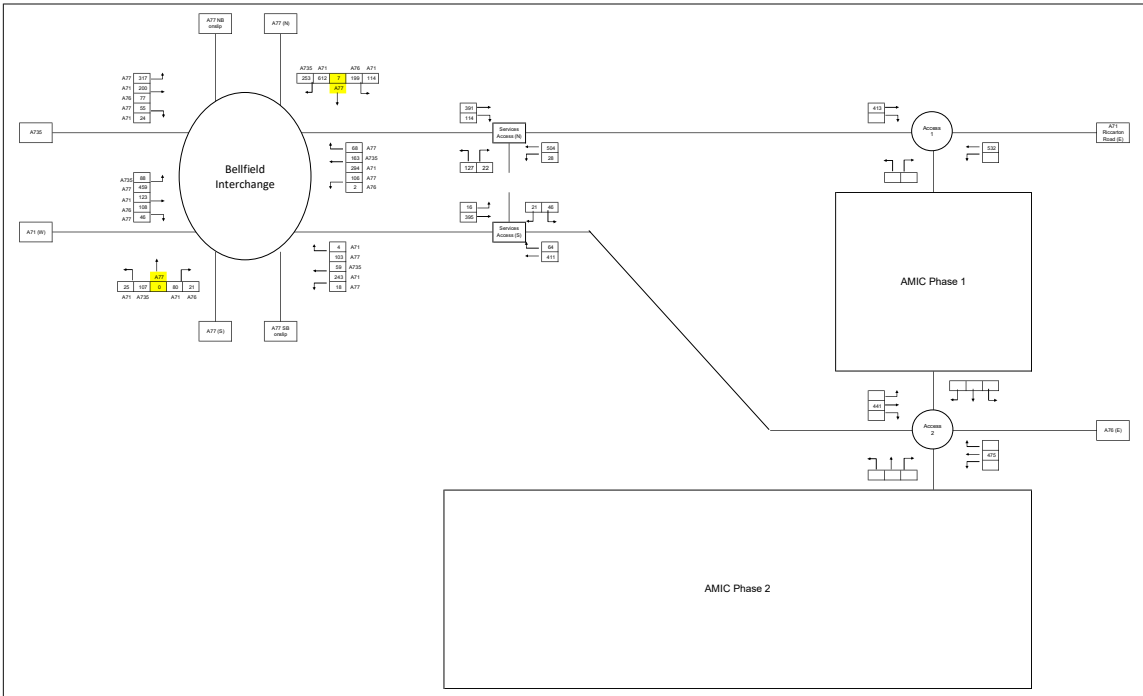 A77 NB
onslip
A77 (N)
A77 317
A71 200
A76 77
A77 55
A71 24
A735 A71 A76 A71
253 612 7 199 114
A77
391
114
413
A735
Services
Access (N)
Access
1
A71
Riccarton
Road (E)
Bellfield
Interchange
68 A77
163 A735
294 A71
106 A77
2 A76
504
28
532
127 22
A735 88
A77 459
A71 123
A76 108
A77 46
16
395
21 46
A71 (W)
Services
Access (S)
4 A71
103 A77
59 A735
243 A71
18 A77
64
411
A77
25 107 0 80 21
A71 A735 A71 A76
AMIC Phase 1
A77 (S)
A77 SB
onslip
441
Access
2
A76 (E)
475
AMIC Phase 2